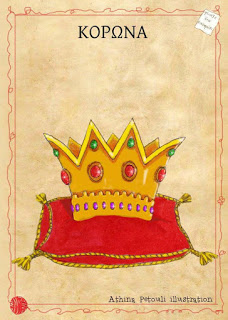 ΚΟΡΩΝΑ
Athina Petouli illustration